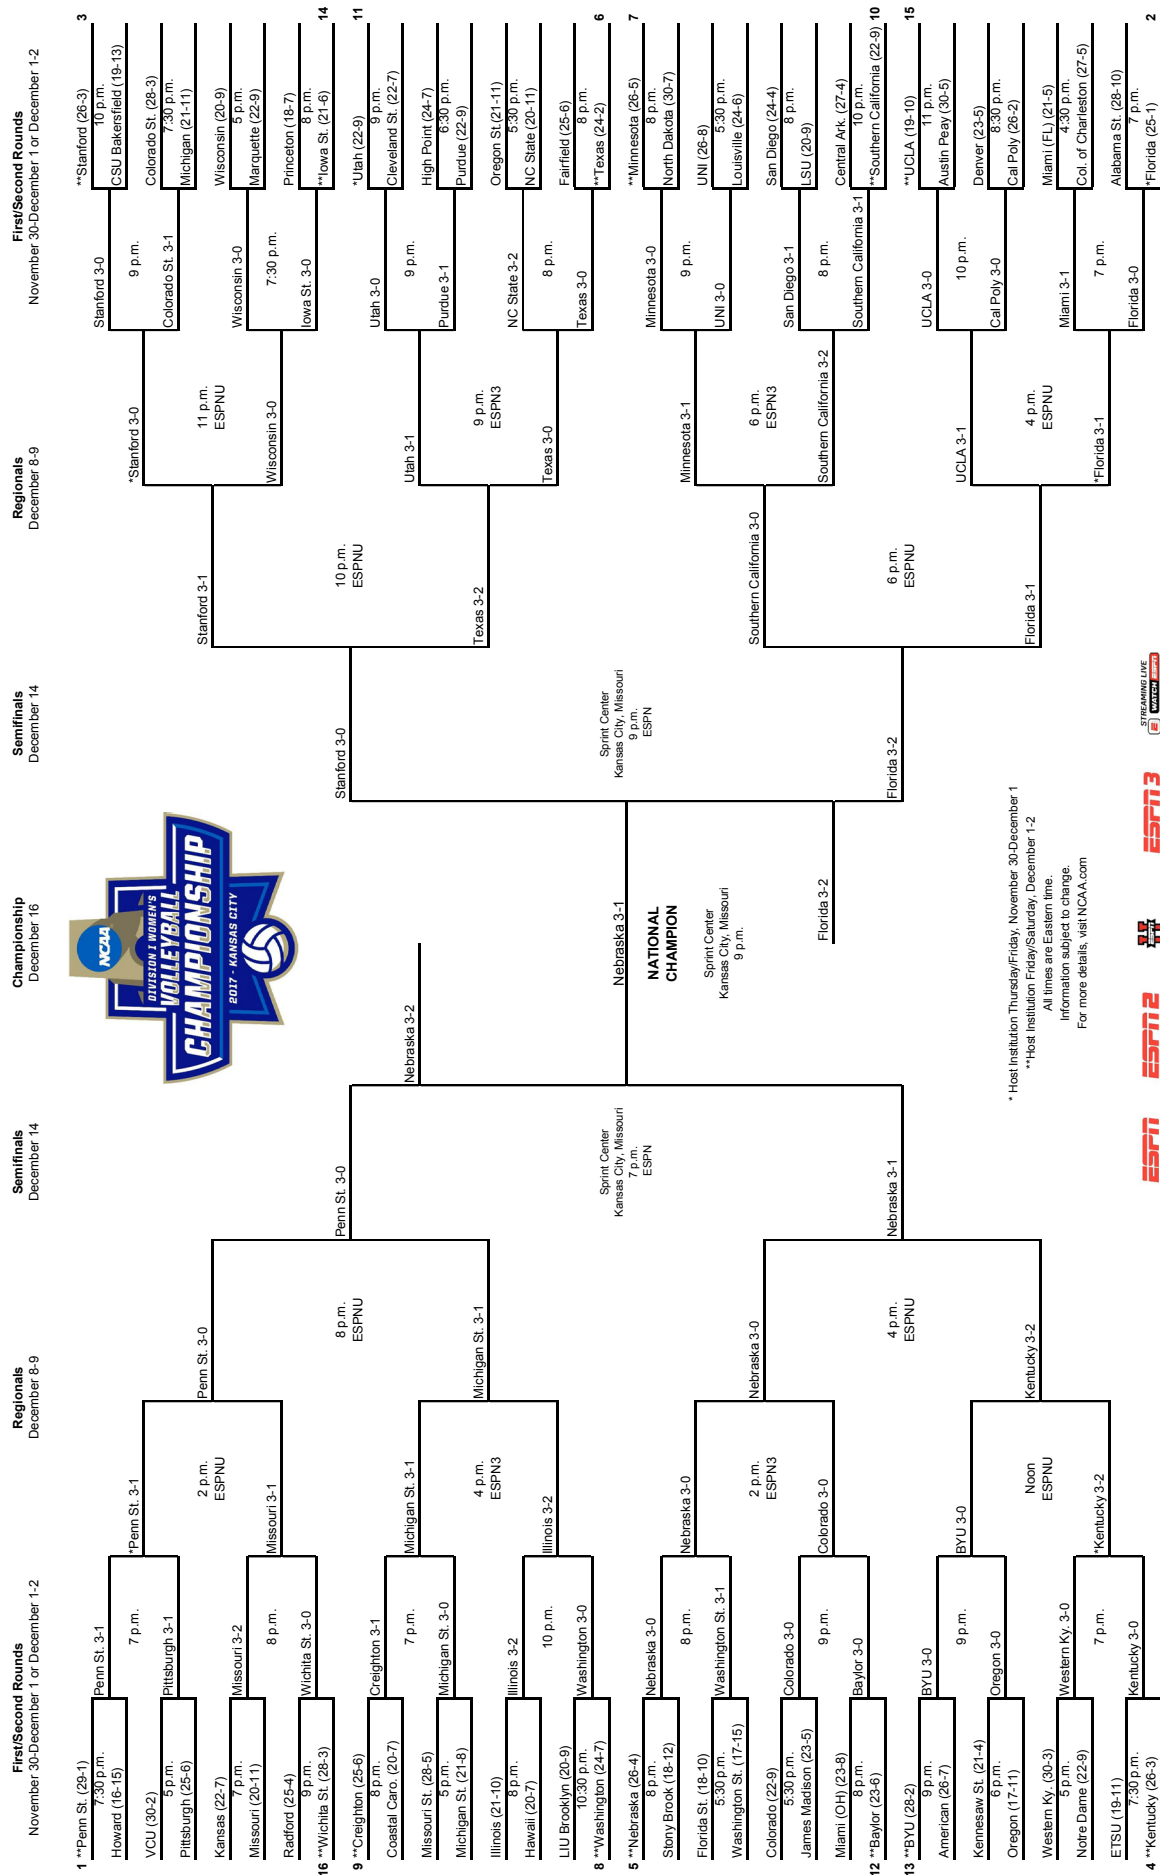 First/Second Rounds
November 30-December 1 or December 1-2
Regionals
December 8-9
Semifinals
December 14
Championship
December 16
Semifinals
December 14
Regionals
December 8-9
First/Second Rounds
November 30-December 1 or December 1-2
1 **Penn St. (29-1)
7:30 p.m.
Howard (16-15)
VCU (30-2)
5 p.m.
Pittsburgh (25-6)
Kansas (22-7)
7 p.m.
Missouri (20-11)
Radford (25-4)
9 p.m.
16 **Wichita St. (28-3)
9 **Creighton (25-6)
8 p.m.
Coastal Caro. (20-7)
Missouri St. (28-5)
5 p.m.
Michigan St. (21-8)
Illinois (21-10)
8 p.m.
Hawaii (20-7)
LIU Brooklyn (20-9)
10:30 p.m.
8 **Washington (24-7)
5 **Nebraska (26-4)
8 p.m.
Stony Brook (18-12)
Florida St. (18-10)
5:30 p.m.
Washington St. (17-15)
Colorado (22-9)
5:30 p.m.
James Madison (23-5)
Miami (OH) (23-8)
8 p.m.
12 **Baylor (23-6)
13 **BYU (28-2)
9 p.m.
American (26-7)
Kennesaw St. (21-4)
6 p.m.
Oregon (17-11)
Western Ky. (30-3)
5 p.m.
Notre Dame (22-9)
ETSU (19-11)
7:30 p.m.
4 **Kentucky (26-3)
Penn St. 3-1
7 p.m.
Pittsburgh 3-1
Missouri 3-2
8 p.m.
Wichita St. 3-0
Creighton 3-1
7 p.m.
Michigan St. 3-0
Illinois 3-2
10 p.m.
Washington 3-0
Nebraska 3-0
8 p.m.
Washington St. 3-1
Colorado 3-0
9 p.m.
Baylor 3-0
BYU 3-0
9 p.m.
Oregon 3-0
Western Ky. 3-0
7 p.m.
Kentucky 3-0
*Penn St. 3-1
2 p.m.
ESPNU
Missouri 3-1
Michigan St. 3-1
4 p.m.
ESPN3
Illinois 3-2
Nebraska 3-0
2 p.m.
ESPN3
Colorado 3-0
BYU 3-0
Noon
ESPNU
*Kentucky 3-2
Penn St. 3-0
8 p.m.
ESPNU
Michigan St. 3-1
Nebraska 3-0
4 p.m.
ESPNU
Kentucky 3-2
Penn St. 3-0
Sprint Center
Kansas City, Missouri
7 p.m.
ESPN
Nebraska 3-1
NCAA
DIVISION I WOMEN'S
VOLLEYBALL
CHAMPIONSHIP
2017 - KANSAS CITY
Nebraska 3-2
Nebraska 3-1
NATIONAL
CHAMPION
Sprint Center
Kansas City, Missouri
9 p.m.
Florida 3-2
* Host Institution Thursday/Friday, November 30-December 1
**Host Institution Friday/Saturday, December 1-2
All times are Eastern time.
Information subject to change.
For more details, visit NCAA.com
Stanford 3-0
Sprint Center
Kansas City, Missouri
9 p.m.
ESPN
Florida 3-2
Stanford 3-1
10 p.m.
ESPNU
Texas 3-2
Southern California 3-0
6 p.m.
ESPNU
Florida 3-1
*Stanford 3-0
11 p.m.
ESPNU
Wisconsin 3-0
Utah 3-1
9 p.m.
ESPN3
Texas 3-0
Minnesota 3-1
6 p.m.
ESPN3
Southern California 3-2
UCLA 3-1
4 p.m.
ESPNU
*Florida 3-1
Stanford 3-0
9 p.m.
Colorado St. 3-1
Wisconsin 3-0
7:30 p.m.
Iowa St. 3-0
Utah 3-0
9 p.m.
Purdue 3-1
NC State 3-2
8 p.m.
Texas 3-0
Minnesota 3-0
9 p.m.
UNI 3-0
San Diego 3-1
8 p.m.
Southern California 3-1
UCLA 3-0
10 p.m.
Cal Poly 3-0
Miami 3-1
7 p.m.
Florida 3-0
**Stanford (26-3) 3
10 p.m.
CSU Bakersfield (19-13)
Colorado St. (28-3)
7:30 p.m.
Michigan (21-11)
Wisconsin (20-9)
5 p.m.
Marquette (22-9)
Princeton (18-7)
8 p.m.
**Iowa St. (21-6) 14
*Utah (22-9) 11
9 p.m.
Cleveland St. (22-7)
High Point (24-7)
6:30 p.m.
Purdue (22-9)
Oregon St.(21-11)
5:30 p.m.
NC State (20-11)
Fairfield (25-6)
8 p.m.
**Texas (24-2) 6
**Minnesota (26-5) 7
8 p.m.
North Dakota (30-7)
UNI (26-8)
5:30 p.m.
Louisville (24-6)
San Diego (24-4)
8 p.m.
LSU (20-9)
Central Ark. (27-4)
10 p.m.
**Southern California (22-9) 10
**UCLA (19-10) 15
11 p.m.
Austin Peay (30-5)
Denver (23-5)
8:30 p.m.
Cal Poly (26-2)
Miami (FL) (21-5)
4:30 p.m.
Col. of Charleston (27-5)
Alabama St. (28-10)
7 p.m.
*Florida (25-1) 2
ESPN
ESPN2
ESPN U
ESPN3
STREAMING LIVE
WATCH ESPN